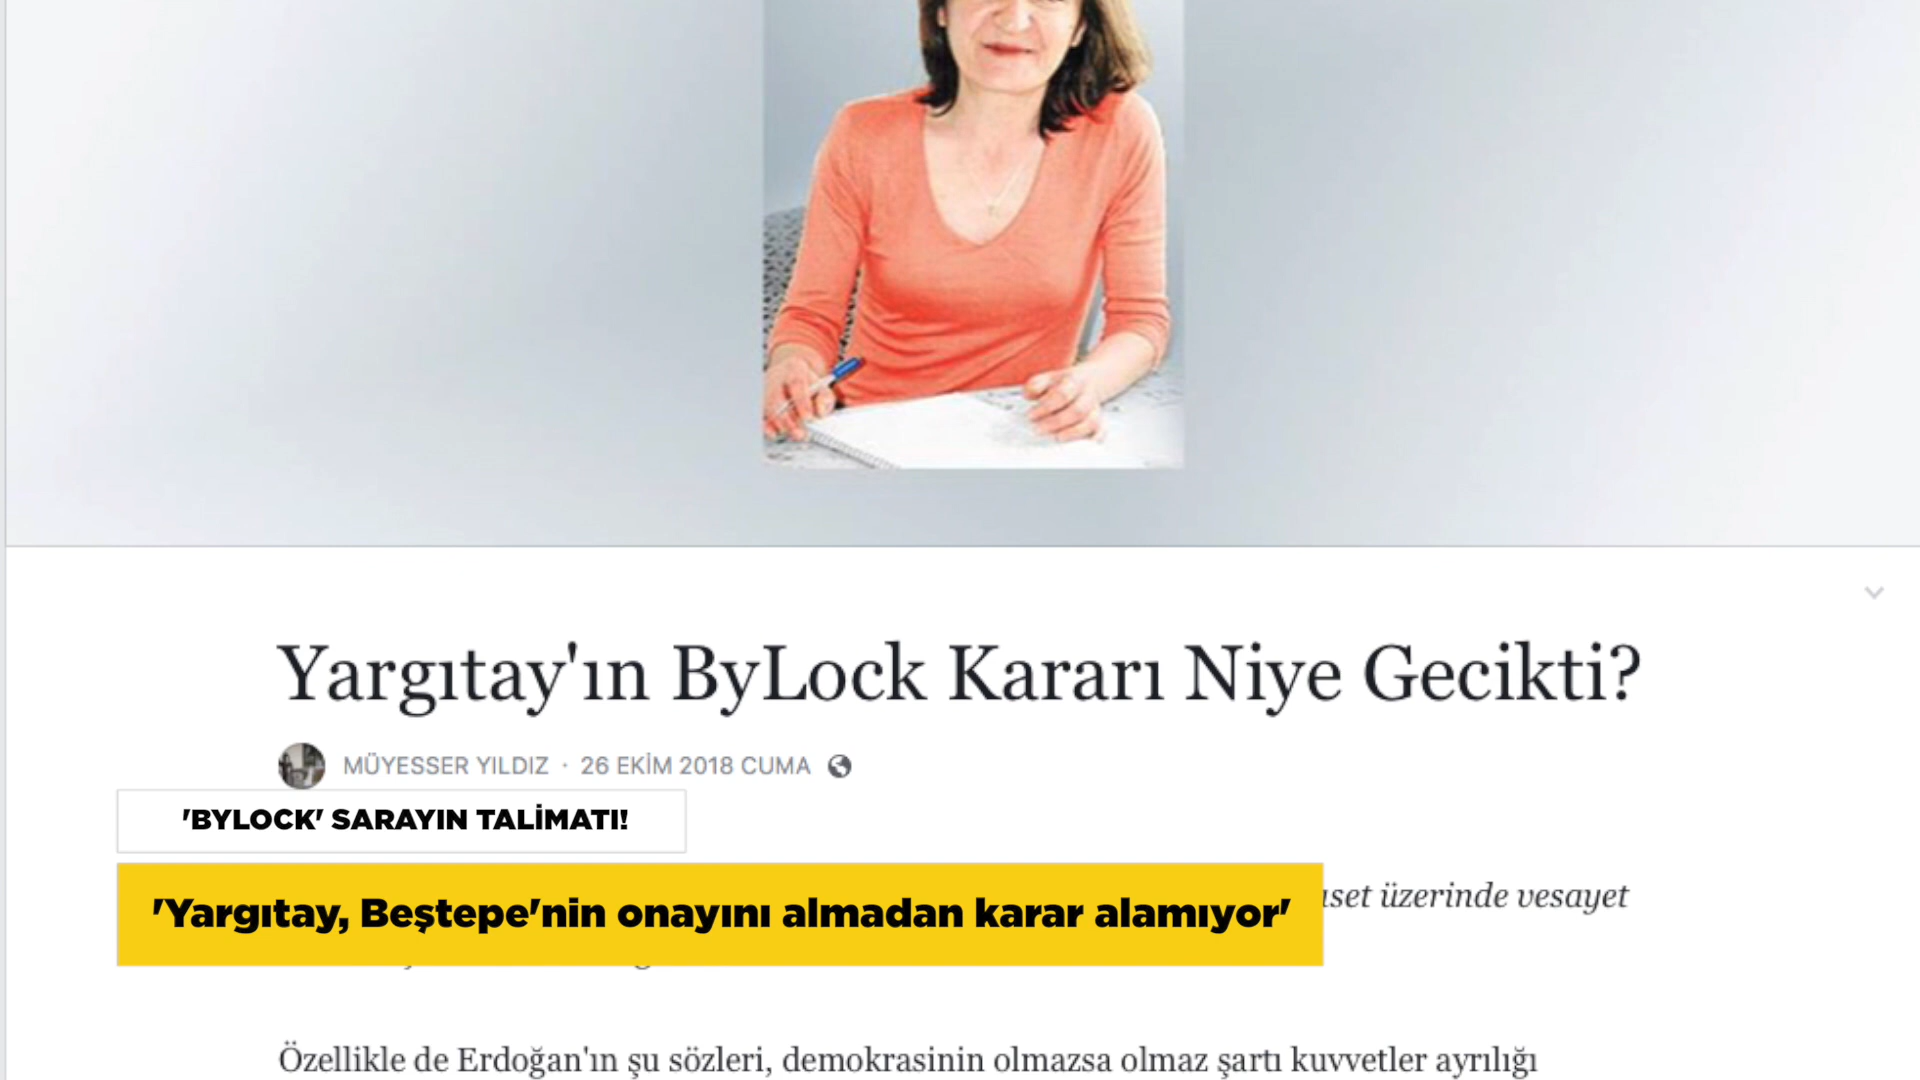 Yargıtay'ın ByLock Kararı Niye Gecikti?
MÜYESSER YILDIZ · 26 EKİM 2018 CUMA
'BYLOCK' SARAYIN TALİMATI!
'Yargıtay, Beştepe'nin onayını almadan karar alamıyor'
üzerinde vesayet
Özellikle de Erdoğan'ın şu sözleri, demokrasinin olmazsa olmaz şartı kuvvetler ayrılığı